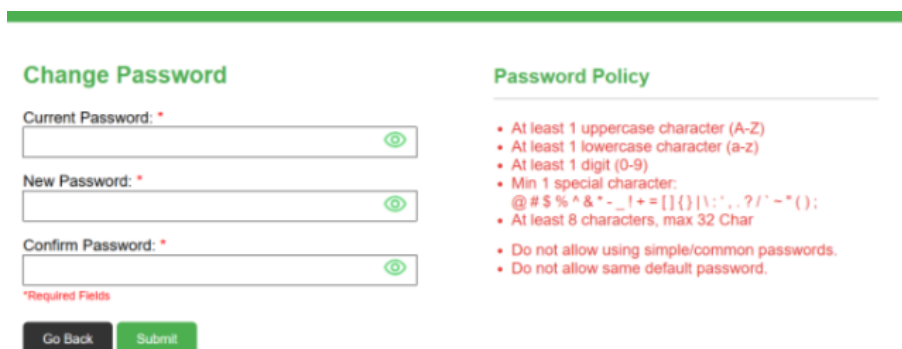 Change Password
Current Password: *
New Password: *
Confirm Password: *
*Required Fields
Go Back
Submit
Password Policy
• At least 1 uppercase character (A-Z)
• At least 1 lowercase character (a-z)
• At least 1 digit (0-9)
• Min 1 special character:
@ # $ % ^ & * - _ ! + = [ ] { } | \ : ' , . ? / ` ~ " ( ) ;
• At least 8 characters, max 32 Char
• Do not allow using simple/common passwords.
• Do not allow same default password.